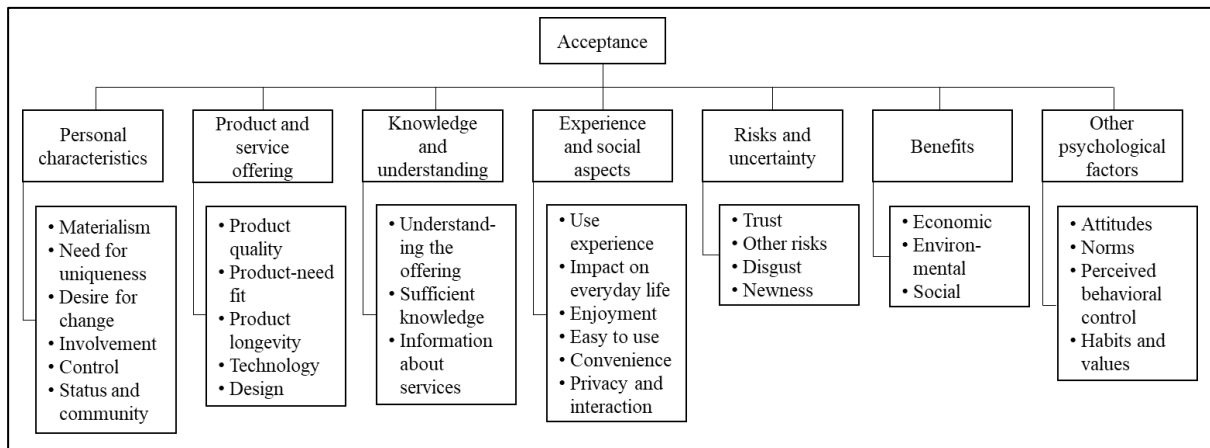 Acceptance
Personal
characteristics
Product and
service
offering
Knowledge
and
understanding
Experience
and social
aspects
Risks and
uncertainty
Benefits
Other
psychological
factors
• Materialism
• Need for
uniqueness
• Desire for
change
• Involvement
• Control
• Status and
community
• Product
quality
• Product-need
fit
• Product
longevity
• Technology
• Design
• Understand-
ing the
offering
• Sufficient
knowledge
• Information
about
services
• Use
experience
• Impact on
everyday life
• Enjoyment
• Easy to use
• Convenience
• Privacy and
interaction
• Trust
• Other risks
• Disgust
• Newness
• Economic
• Environ-
mental
• Social
• Attitudes
• Norms
• Perceived
behavioral
control
• Habits and
values